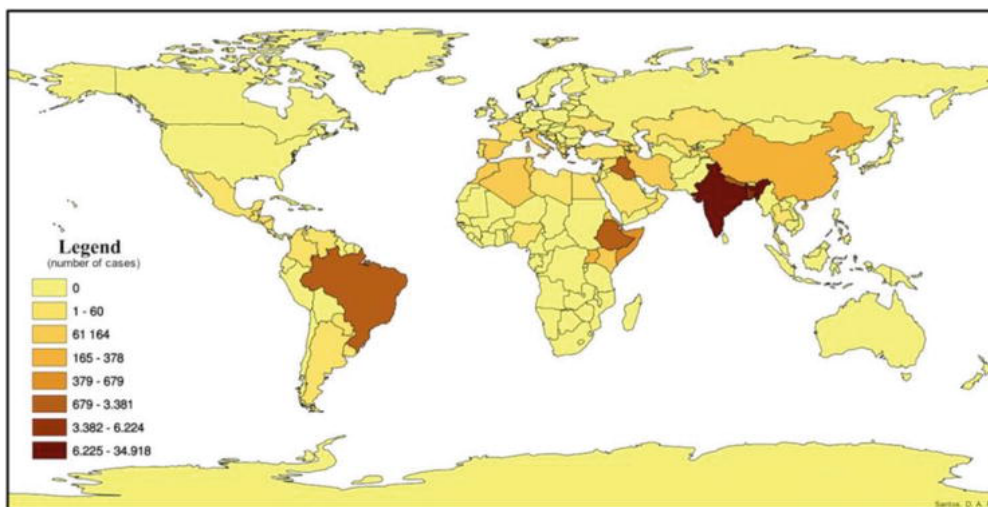 Legend
(number of cases)
0
1 - 60
61 164
165 - 378
379 - 679
679 - 3.381
3.382 - 6.224
6.225 - 34.918
Santos, D. A.